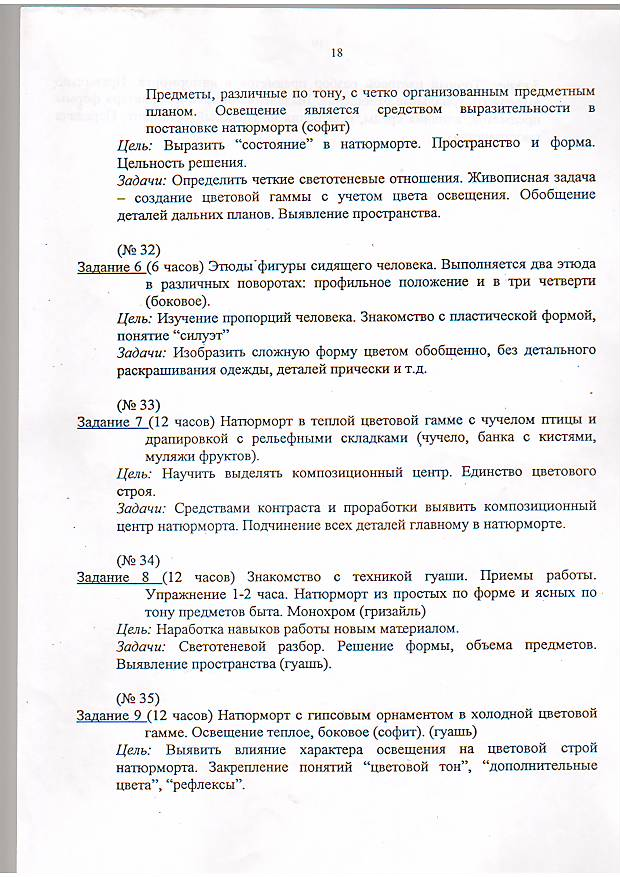 18
Предметы, различные по тону, с четко организованным предметным
планом. Освещение является средством выразительности в
постановке натюрморта (софит)
Цель: Выразить “состояние” в натюрморте. Пространство и форма.
Цельность решения.
Задачи: Определить четкие светотеневые отношения. Живописная задача
– создание цветовой гаммы с учетом цвета освещения. Обобщение
деталей дальних планов. Выявление пространства.
(№ 32)
Задание 6 (6 часов) Этюды фигуры сидящего человека. Выполняется два этюда
в различных поворотах: профильное положение и в три четверти
(боковое).
Цель: Изучение пропорций человека. Знакомство с пластической формой,
понятие “силуэт”
Задачи: Изобразить сложную форму цветом обобщенно, без детального
раскрашивания одежды, деталей прически и т.д.
(№ 33)
Задание 7 (12 часов) Натюрморт в теплой цветовой гамме с чучелом птицы и
драпировкой с рельефными складками (чучело, банка с кистями,
муляжи фруктов).
Цель: Научить выделять композиционный центр. Единство цветового
строя.
Задачи: Средствами контраста и проработки выявить композиционный
центр натюрморта. Подчинение всех деталей главному в натюрморте.
(№ 34)
Задание 8 (12 часов) Знакомство с техникой гуаши. Приемы работы.
Упражнение 1-2 часа. Натюрморт из простых по форме и ясных по
тону предметов быта. Монохром (гризайль)
Цель: Наработка навыков работы новым материалом.
Задачи: Светотеневой разбор. Решение формы, объема предметов.
Выявление пространства (гуашь).
(№ 35)
Задание 9 (12 часов) Натюрморт с гипсовым орнаментом в холодной цветовой
гамме. Освещение теплое, боковое (софит). (гуашь)
Цель: Выявить влияние характера освещения на цветовой строй
натюрморта. Закрепление понятий “цветовой тон”, “дополнительные
цвета”, “рефлексы”.